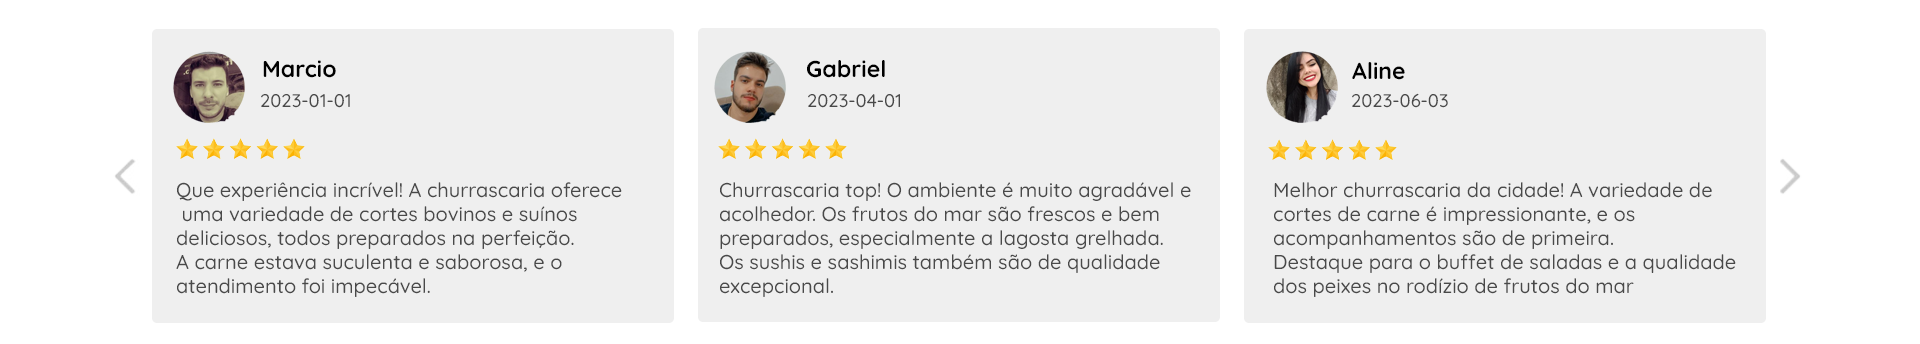 Marcio
2023-01-01
Que experiência incrível! A churrascaria oferece
uma variedade de cortes bovinos e suínos
deliciosos, todos preparados na perfeição.
A carne estava suculenta e saborosa, e o
atendimento foi impecável.
Gabriel
2023-04-01
Churrascaria top! O ambiente é muito agradável e
acolhedor. Os frutos do mar são frescos e bem
preparados, especialmente a lagosta grelhada.
Os sushis e sashimis também são de qualidade
excepcional.
Aline
2023-06-03
Melhor churrascaria da cidade! A variedade de
cortes de carne é impressionante, e os
acompanhamentos são de primeira.
Destaque para o buffet de saladas e a qualidade
dos peixes no rodízio de frutos do mar